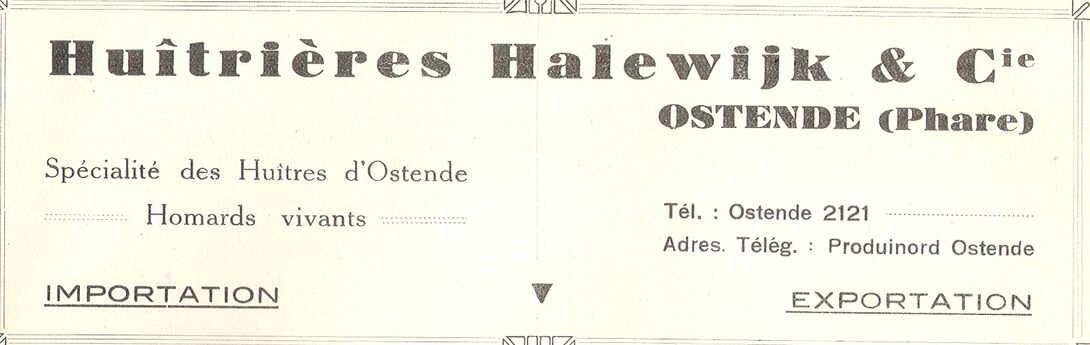 Huîtrières Halewijk & Cie
OSTENDE (Phare)
Spécialité des Huîtres d'Ostende
Homards vivants
Tél. : Ostende 2121
Adres. Télég. : Produinord Ostende
IMPORTATION
EXPORTATION